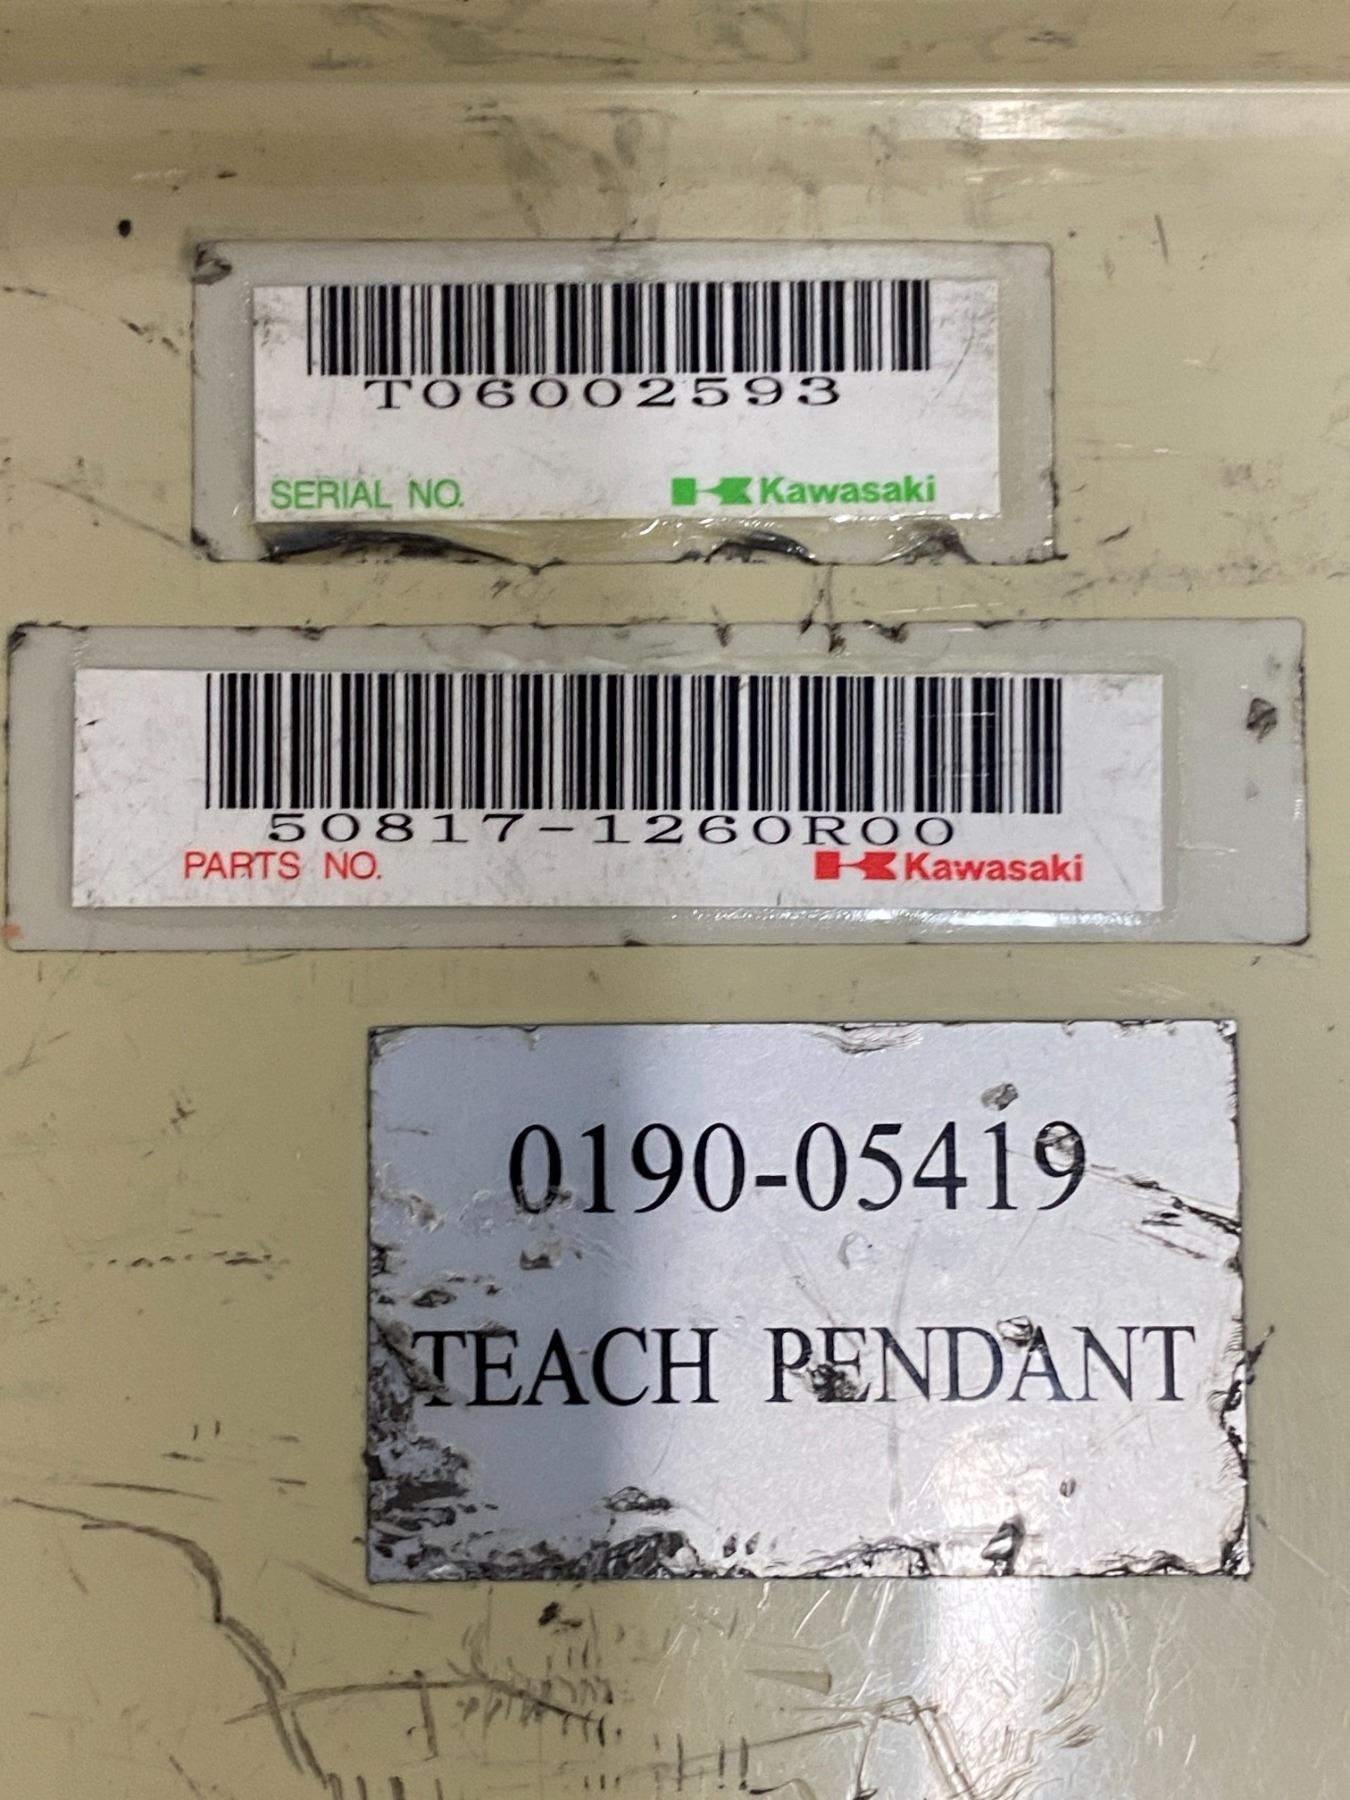 T06002593
SERIAL NO. Kawasaki
50817-1260R00
PARTS NO. Kawasaki
0190-05419
TEACH PENDANT